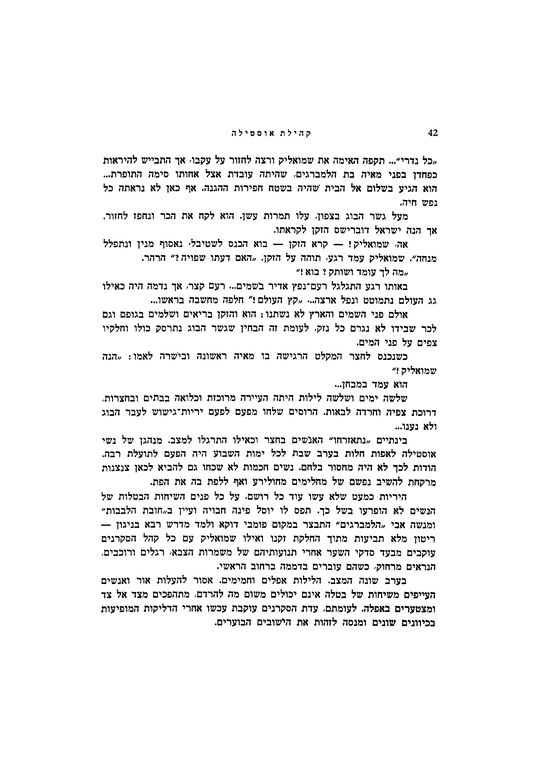 42
קהילת אוסטילה
„כל נדרי״... תקפה האימה את שמואליק ורצה לחזור על עקבו, אך התבייש להיראות
כפחדן בפני מאיה בת הלמברגים, שהיתה עובדת אצל אחותו סימה התופרת...
הוא הגיע בשלום אל הבית שהיה בשטח חפירות ההגנה. אף כאן לא נראתה כל
נפש חיה.
מעל גשר הבוג בצפון, עלו תמרות עשן. הוא לקח את הכר ונחפז לחזור.
אך הנה ישראל דוברישס הזקן לקראתו.
אה, שמואליק! — קרא הזקן — בוא הכנס לשטיבל, נאסוף מנין ונתפלל
מנחה״. שמואליק עמד רגע, תוהה על הזקן. „האם דעתו שפויה?״ הרהר.
„מה לך עומד ושותק? בוא!״
באותו רגע התגלגל רעם־נפץ אדיר בשמים... רעם קצר, אך נדמה היה כאילו
גג העולם נתמוטט ונפל ארצה... „קץ העולם!״ חלפה מחשבה בראשו...
אולם פני השמים והארץ לא נשתנו; הוא והזקן בריאים ושלמים בגופם וגם
לכר שבידו לא נגרם כל נזק. לעומת זה הבחין שגשר הבוג נתרסק כולו וחלקיו
צפים על פני המים.
כשנכנס לחצר המקלט הרגישה בו מאיה ראשונה ובישרה לאמו: „הנה
שמואליק!״
הוא עמד במבחן...
שלשה ימים ושלשה לילות היתה העיירה מרוכזת וכלואה בבתים ובחצרות,
דרוכת צפיה וחרדה לבאות. הרוסים שלחו מפעם לפעם יריות־גישוש לעבר הבוג
ולא נענו...
בינתיים „נתאזרחו״ האנשים בחצר וכאילו התרגלו למצב. מנהגן של נשי
אוסטילה לאפות חלות בערב שבת לכל ימות השבוע היה הפעם לתועלת רבה.
הודות לכך לא היה מחסור בלחם. נשים חכמות לא שכחו גם להביא לכאן צנצנות
מרקחת להשיב נפשם של מחלימים מחולירע ואף ללפת בה את הפת.
היריות כמעט שלא עשו עוד כל רושם. על כל פנים השיחות הבטלות של
הנשים לא הופרעו בשל כך. תפס לו יוסל פינה חבויה ועיין ב„חובת הלבבות״
ומנשה אבי „הלמברגים״ התבצר במקום פומבי דוקא ולמד מדרש רבא בניגון —
ריטון מלא תביעות מתוך החלקת זקנו ואילו שמואליק עם כל קהל הסקרנים
עוקבים מבעד סדקי השער אחרי תנועותיהם של משמרות הצבא, רגלים ורוכבים,
הנראים מרחוק, כשהם עוברים בדממה ברחוב הראשי.
בערב שונה המצב. הלילות אפלים וחמימים. אסור להעלות אור ואנשים
העייפים משיחות של בטלה אינם יכולים משום מה להרדם, מתהפכים מצד אל צד
ומצטערים באפלה. לעומתם, עדת הסקרנים עוקבת עכשו אחרי הדליקות המופיעות
בכיוונים שונים ומנסה לזהות את הישובים הבוערים.